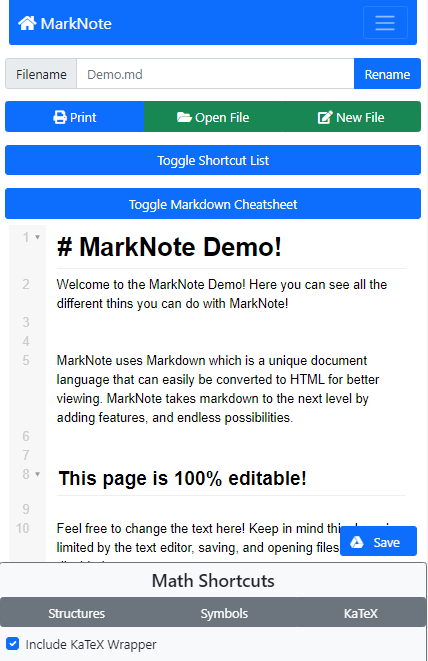 MarkNote
Filename Demo.md Rename
Print Open File New File
Toggle Shortcut List
Toggle Markdown Cheatsheet
1 # MarkNote Demo!
2 Welcome to the MarkNote Demo! Here you can see all the
different thins you can do with MarkNote!
3
4
5 MarkNote uses Markdown which is a unique document
language that can easily be converted to HTML for better
viewing. MarkNote takes markdown to the next level by
adding features, and endless possibilities.
6
7
8 This page is 100% editable!
9
10 Feel free to change the text here! Keep in mind this
limited by the text editor, saving, and opening files
Save
Math Shortcuts
Structures Symbols KaTeX
Include KaTeX Wrapper